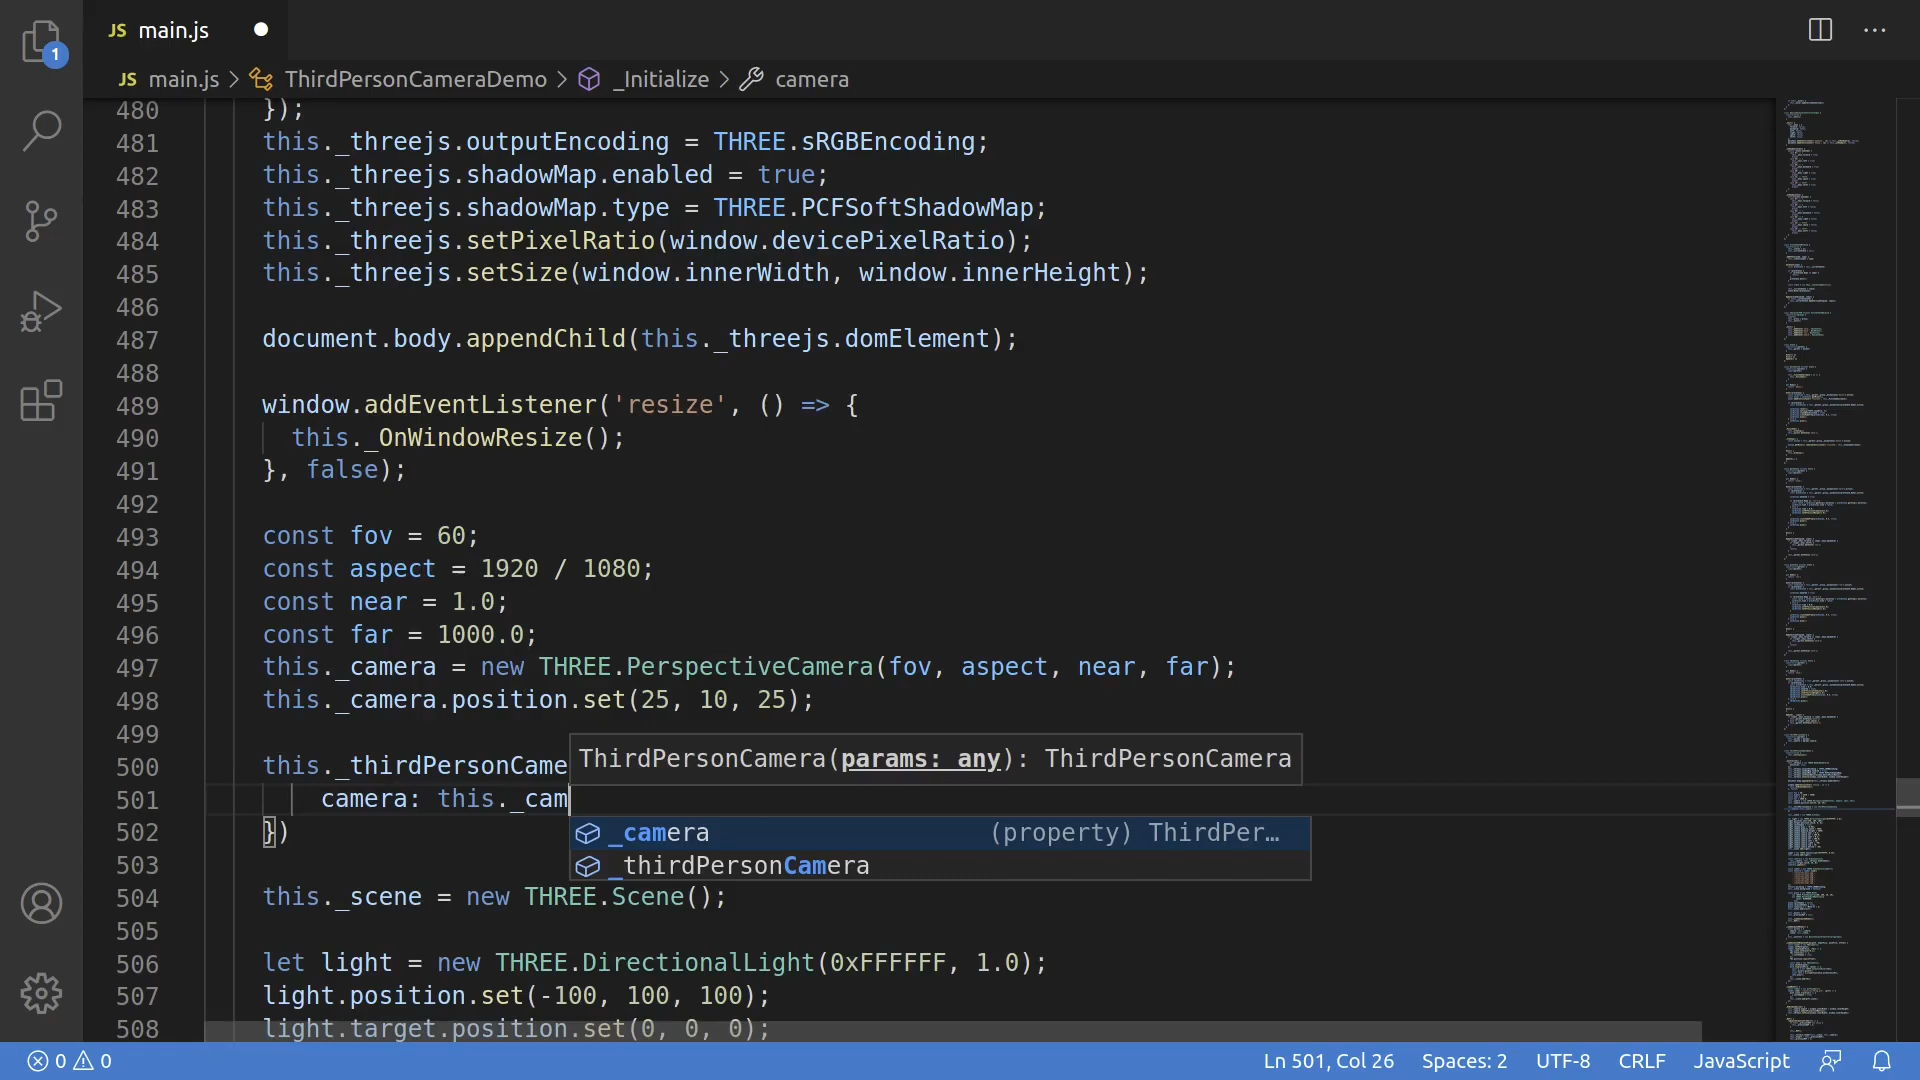 1
JS main.js
JS main.js > ThirdPersonCameraDemo > _Initialize > camera
480 });
481 this._threejs.outputEncoding = THREE.sRGBEncoding;
482 this._threejs.shadowMap.enabled = true;
483 this._threejs.shadowMap.type = THREE.PCFSoftShadowMap;
484 this._threejs.setPixelRatio(window.devicePixelRatio);
485 this._threejs.setSize(window.innerWidth, window.innerHeight);
486
487 document.body.appendChild(this._threejs.domElement);
488
489 window.addEventListener('resize', () => {
490 this._OnWindowResize();
491 }, false);
492
493 const fov = 60;
494 const aspect = 1920 / 1080;
495 const near = 1.0;
496 const far = 1000.0;
497 this._camera = new THREE.PerspectiveCamera(fov, aspect, near, far);
498 this._camera.position.set(25, 10, 25);
499
500 this._thirdPersonCame
ThirdPersonCamera(params: any): ThirdPersonCamera
501 camera: this._cam
502 })
_camera (property) ThirdPer…
_thirdPersonCamera
503
504 this._scene = new THREE.Scene();
505
506 let light = new THREE.DirectionalLight(0xFFFFFF, 1.0);
507 light.position.set(-100, 100, 100);
508 light.target.position.set(0, 0, 0);
0 0 Ln 501, Col 26 Spaces: 2 UTF-8 CRLF JavaScript